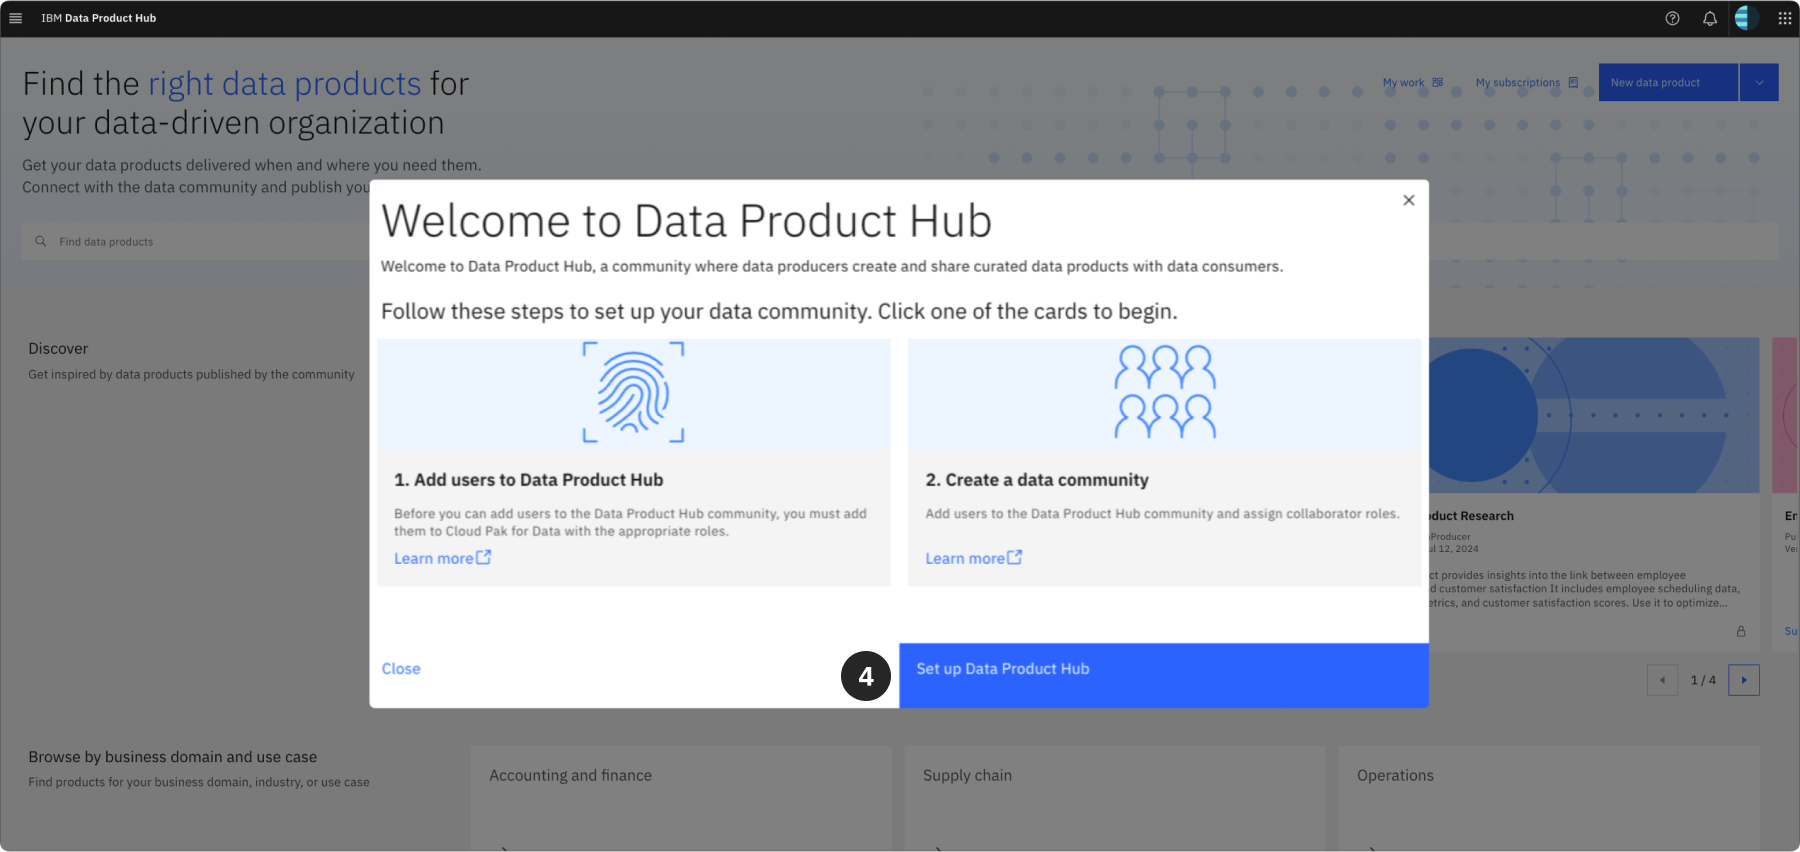 IBM Data Product Hub
Find the right data products for
your data-driven organization
Get your data products delivered when and where you need them.
Connect with the data community and publish
My work
My subscriptions
New data product
Find data products
Welcome to Data Product Hub
Welcome to Data Product Hub, a community where data producers create and share curated data products with data consumers.
Follow these steps to set up your data community. Click one of the cards to begin.
1. Add users to Data Product Hub
Before you can add users to the Data Product Hub community, you must add
them to Cloud Pak for Data with the appropriate roles.
Learn more
2. Create a data community
Add users to the Data Product Hub community and assign collaborator roles.
Learn more
Close
4
Set up Data Product Hub
Discover
Get inspired by data products published by the community
Research
12, 2024
provides insights into the link between employee
customer satisfaction It includes employee scheduling data,
and customer satisfaction scores. Use it to optimize...
1 / 4
Browse by business domain and use case
Find products for your business domain, industry, or use case
Accounting and finance
Supply chain
Operations